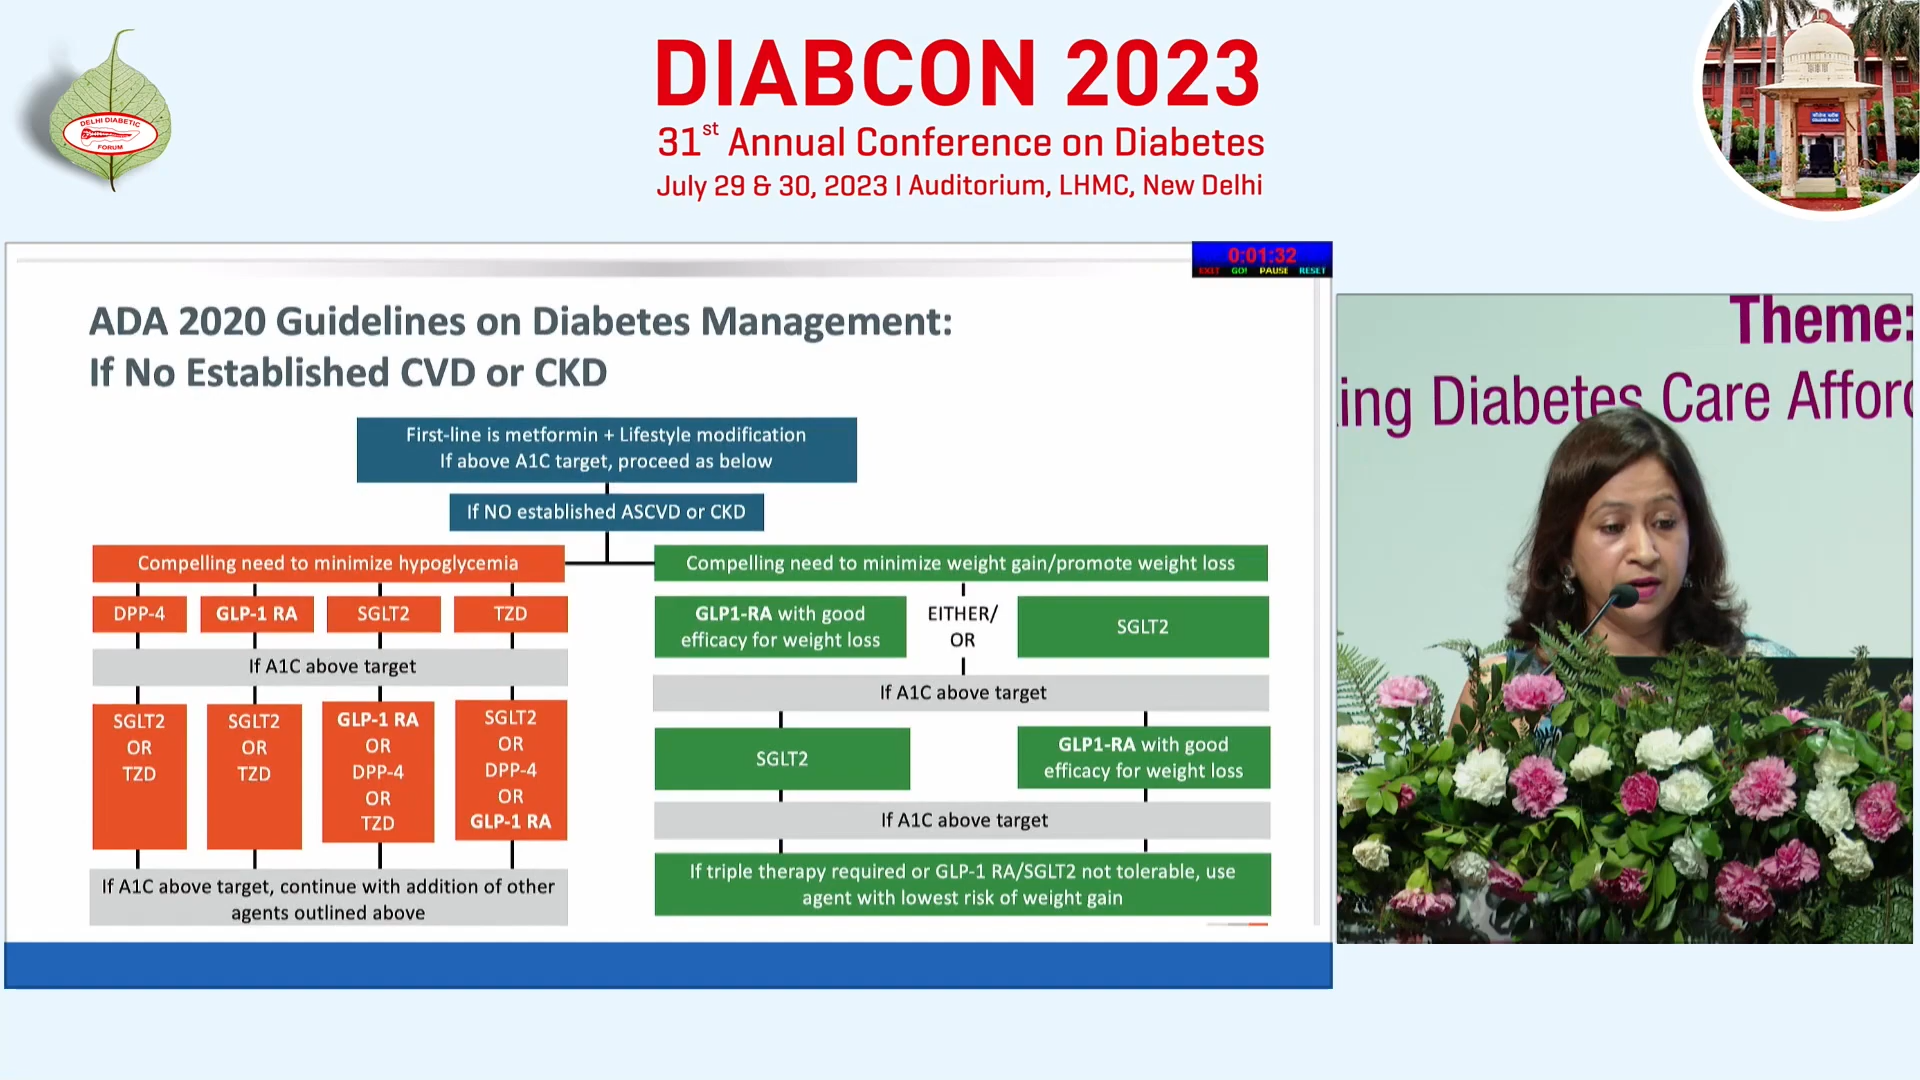 DELHI DIABETIC
FORUM
DIABCON 2023
31st Annual Conference on Diabetes
July 29 & 30, 2023 | Auditorium, LHMC, New Delhi
0:01:32
EXIT GO! PAUSE RESET
ADA 2020 Guidelines on Diabetes Management:
If No Established CVD or CKD
First-line is metformin + Lifestyle modification
If above A1C target, proceed as below
If NO established ASCVD or CKD
Compelling need to minimize hypoglycemia
DPP-4
GLP-1 RA
SGLT2
TZD
If A1C above target
SGLT2
OR
TZD
SGLT2
OR
TZD
GLP-1 RA
OR
DPP-4
OR
TZD
SGLT2
OR
DPP-4
OR
GLP-1 RA
If A1C above target, continue with addition of other
agents outlined above
Compelling need to minimize weight gain/promote weight loss
GLP1-RA with good
efficacy for weight loss
EITHER/
OR
SGLT2
If A1C above target
SGLT2
GLP1-RA with good
efficacy for weight loss
If A1C above target
If triple therapy required or GLP-1 RA/SGLT2 not tolerable, use
agent with lowest risk of weight gain
Theme:
ing Diabetes Care Affor